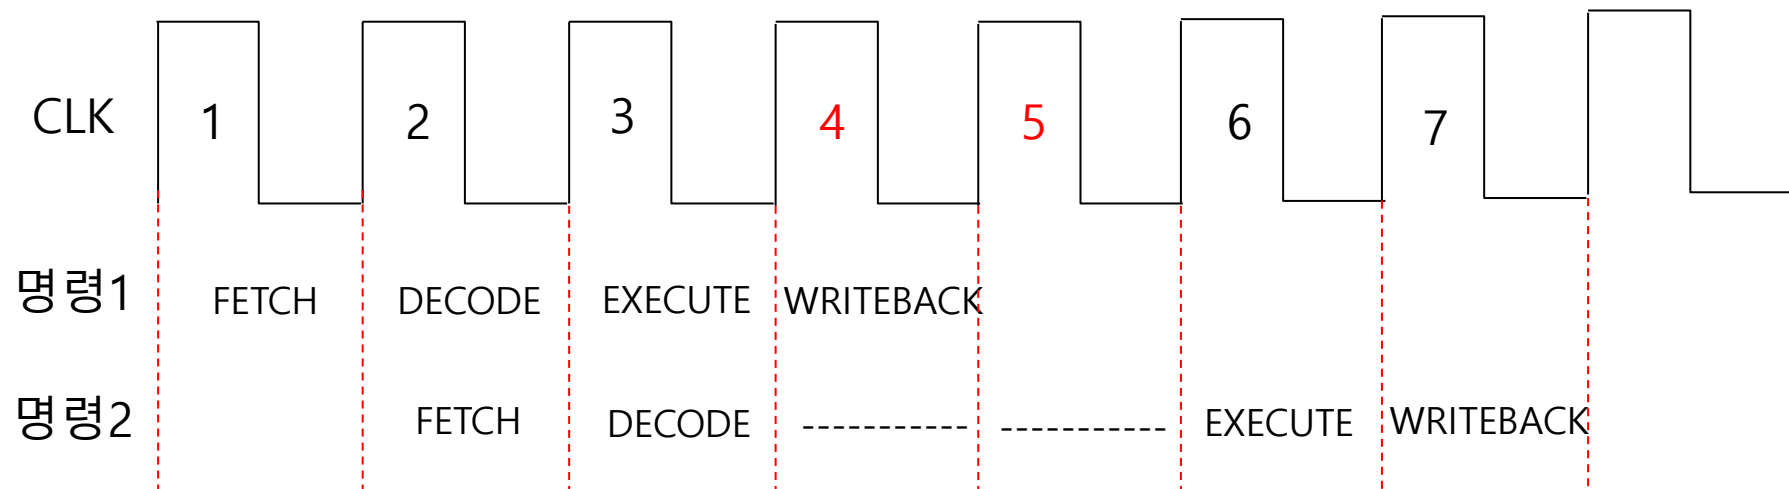 CLK 1 2 3 4 5 6 7
명령1 FETCH DECODE EXECUTE WRITEBACK
명령2 FETCH DECODE ---------- ---------- EXECUTE WRITEBACK